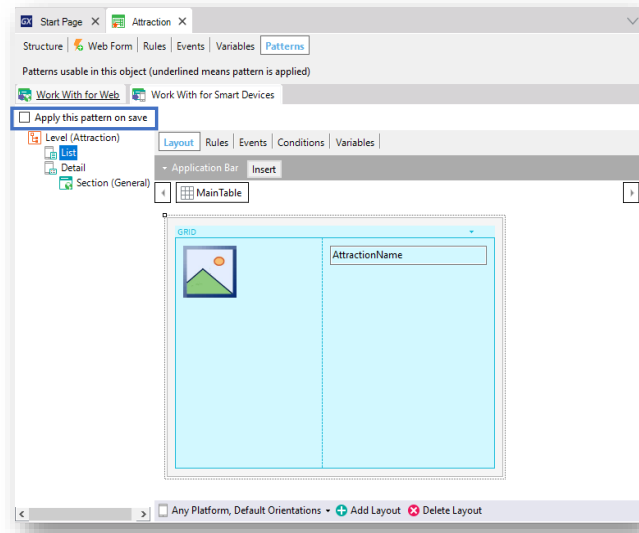 GX Start Page X Attraction X
Structure Web Form Rules Events Variables Patterns
Patterns usable in this object (underlined means pattern is applied)
Work With for Web Work With for Smart Devices
Apply this pattern on save
Level (Attraction)
List
Detail
Section (General)
Layout Rules Events Conditions Variables
Application Bar Insert
MainTable
GRID
AttractionName
Any Platform, Default Orientations Add Layout Delete Layout